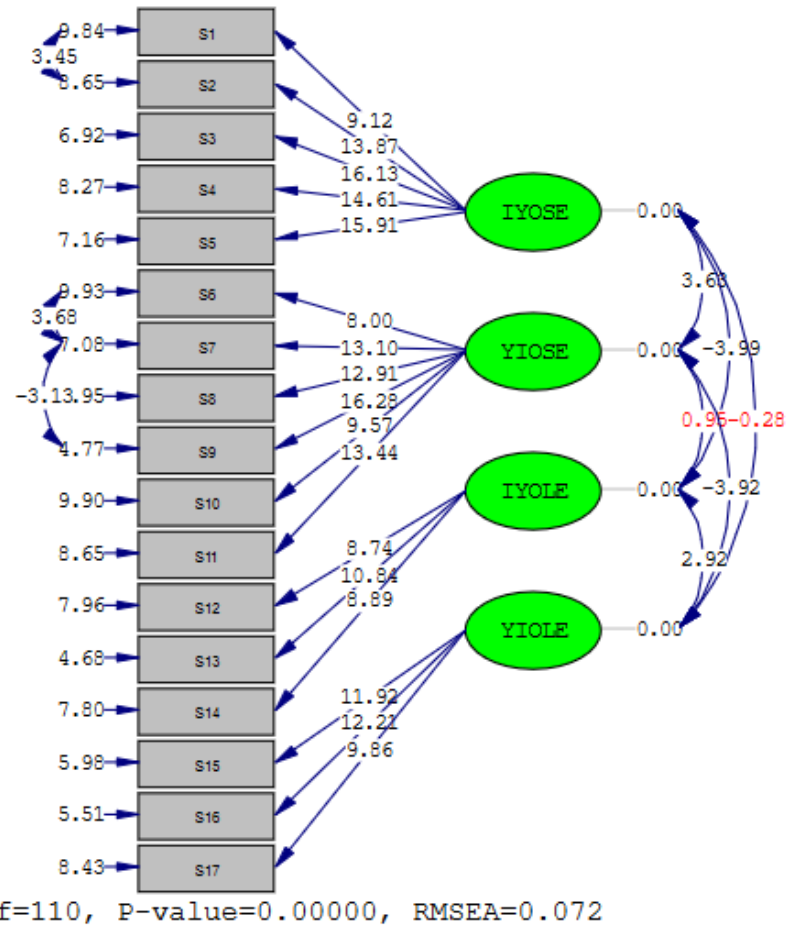 9.84 S1
3.45
8.65 S2
9.12
6.92 S3 13.87
16.13
8.27 S4 14.61 IYOSE 0.00
7.16 S5 15.91
9.93 S6 3.63
3.68 8.00
7.08 S7 13.10 YIOSE 0.00 -3.99
-3.1 S8 12.91
4.77 S9 16.28 0.95 -0.28
9.57
13.44
9.90 S10 IYOLE 0.00 -3.92
8.65 S11 8.74 2.92
10.84
7.96 S12 8.89
4.68 S13 YIOLE 0.00
7.80 S14 11.92
12.21
5.98 S15 9.86
5.51 S16
8.43 S17
f=110, P-value=0.00000, RMSEA=0.072